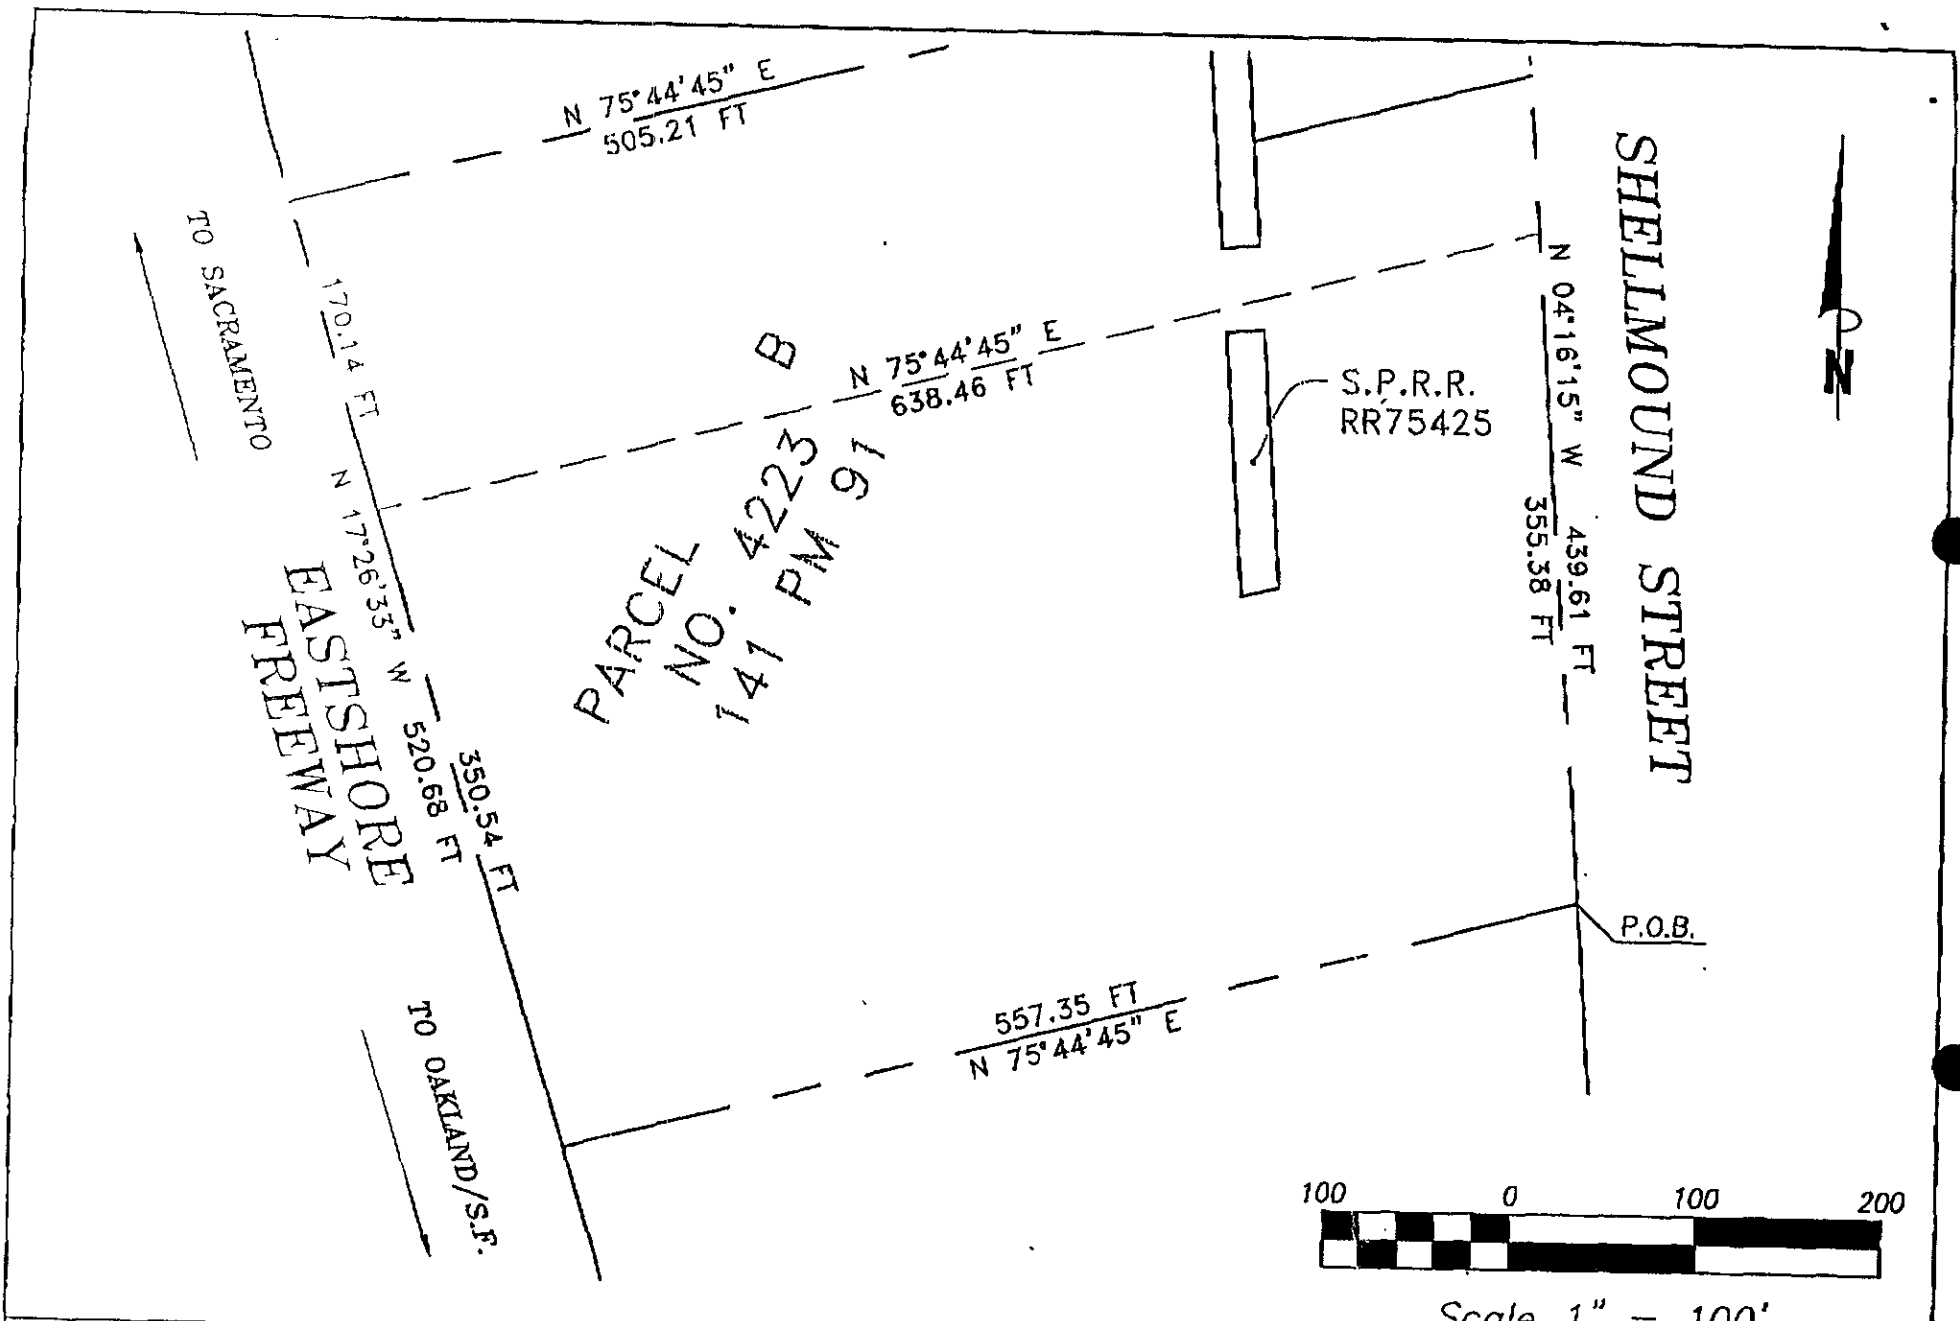 N 75°44'45" E
505.21 FT
TO SACRAMENTO
170.14 FT
N 17°26'33" W 520.68 FT
350.54 FT
EASTSHORE
FREEWAY
TO OAKLAND/S.F.
PARCEL B
NO. 4223
141 PM 91
N 75°44'45" E
638.46 FT
S.P.R.R.
RR75425
N 04°16'15" W 439.61 FT
355.38 FT
SHELLMOUND STREET
N
P.O.B.
557.35 FT
N 75°44'45" E
100 0 100 200
Scale 1" = 100'